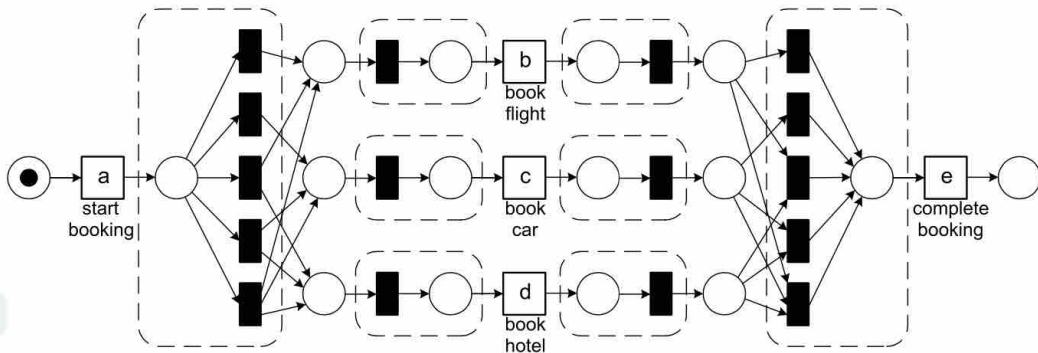 b
book
flight
a
start
booking
c
book
car
e
complete
booking
d
book
hotel